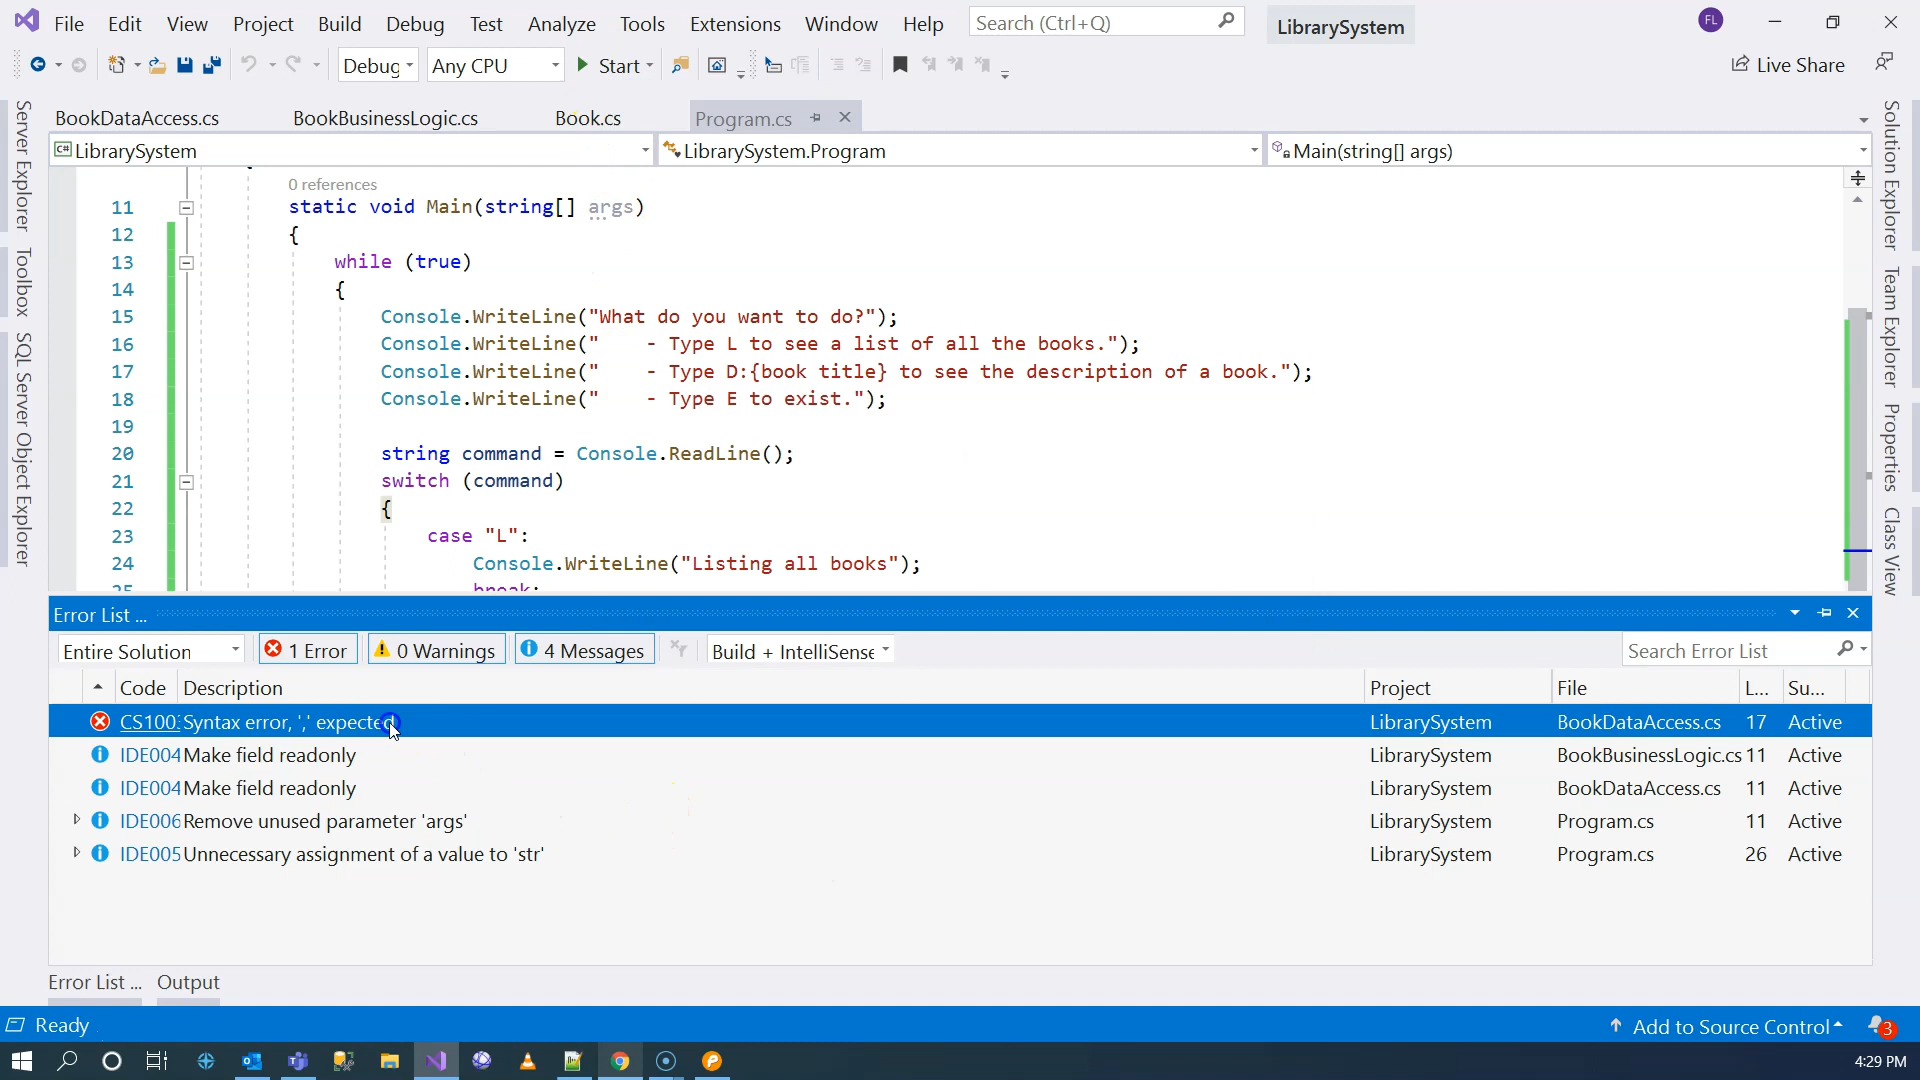 File Edit View Project Build Debug Test Analyze Tools Extensions Window Help Search (Ctrl+Q) LibrarySystem FL
Debug Any CPU Start Live Share
BookDataAccess.cs BookBusinessLogic.cs Book.cs Program.cs
C# LibrarySystem LibrarySystem.Program Main(string[] args)
0 references
11 static void Main(string[] args)
12 {
13 while (true)
14 {
15 Console.WriteLine("What do you want to do?");
16 Console.WriteLine("    - Type L to see a list of all the books.");
17 Console.WriteLine("    - Type D:{book title} to see the description of a book.");
18 Console.WriteLine("    - Type E to exist.");
19
20 string command = Console.ReadLine();
21 switch (command)
22 {
23 case "L":
24 Console.WriteLine("Listing all books");
25 break;
Server Explorer
Toolbox
SQL Server Object Explorer
Solution Explorer
Team Explorer
Properties
Class View
Error List ...
Entire Solution 1 Error 0 Warnings 4 Messages Build + IntelliSense Search Error List
Code Description Project File L... Su...
CS100 Syntax error, ',' expected LibrarySystem BookDataAccess.cs 17 Active
IDE004 Make field readonly LibrarySystem BookBusinessLogic.cs 11 Active
IDE004 Make field readonly LibrarySystem BookDataAccess.cs 11 Active
IDE006 Remove unused parameter 'args' LibrarySystem Program.cs 11 Active
IDE005 Unnecessary assignment of a value to 'str' LibrarySystem Program.cs 26 Active
Error List ... Output
Ready Add to Source Control 3
4:29 PM